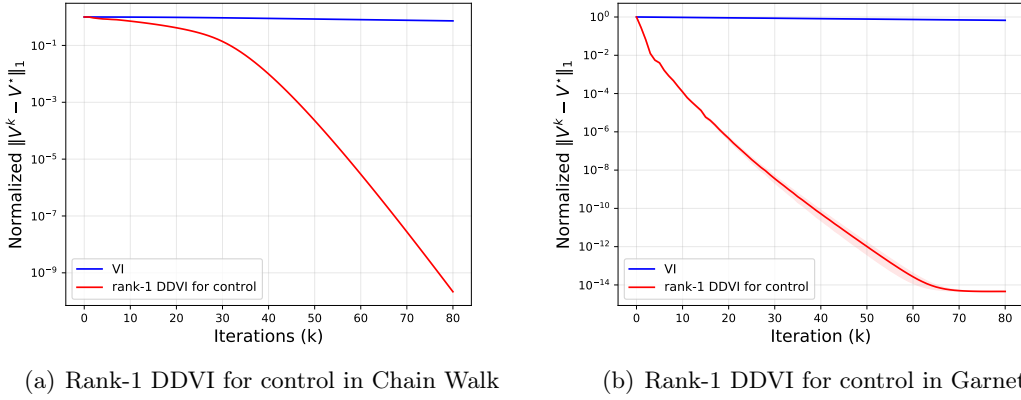 Normalized ‖V^k − V*‖₁
10⁻¹
10⁻³
10⁻⁵
10⁻⁷
10⁻⁹
VI
rank-1 DDVI for control
0 10 20 30 40 50 60 70 80
Iterations (k)
(a) Rank-1 DDVI for control in Chain Walk
Normalized ‖V^k − V*‖₁
10⁰
10⁻²
10⁻⁴
10⁻⁶
10⁻⁸
10⁻¹⁰
10⁻¹²
10⁻¹⁴
VI
rank-1 DDVI for control
0 10 20 30 40 50 60 70 80
Iteration (k)
(b) Rank-1 DDVI for control in Garnet